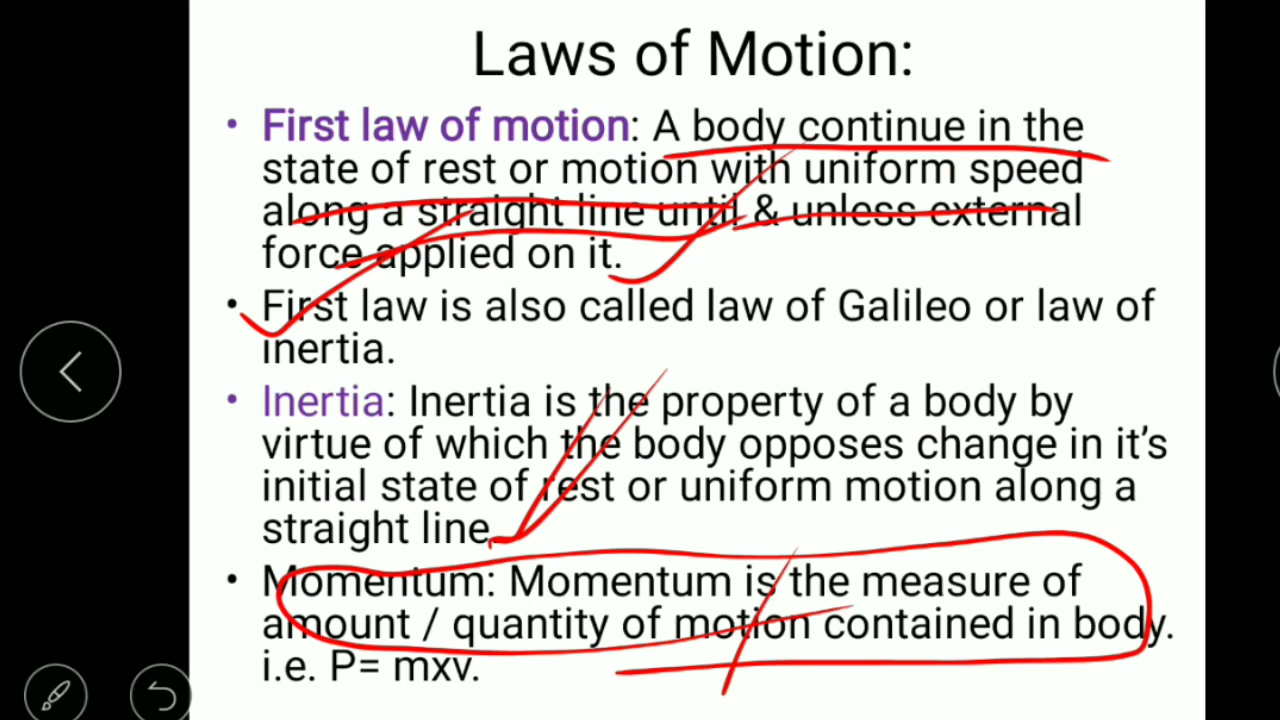 Laws of Motion:
• First law of motion: A body continue in the
state of rest or motion with uniform speed
along a straight line until & unless external
force applied on it.
• First law is also called law of Galileo or law of
inertia.
• Inertia: Inertia is the property of a body by
virtue of which the body opposes change in it's
initial state of rest or uniform motion along a
straight line.
• Momentum: Momentum is the measure of
amount / quantity of motion contained in body.
i.e. P= mxv.